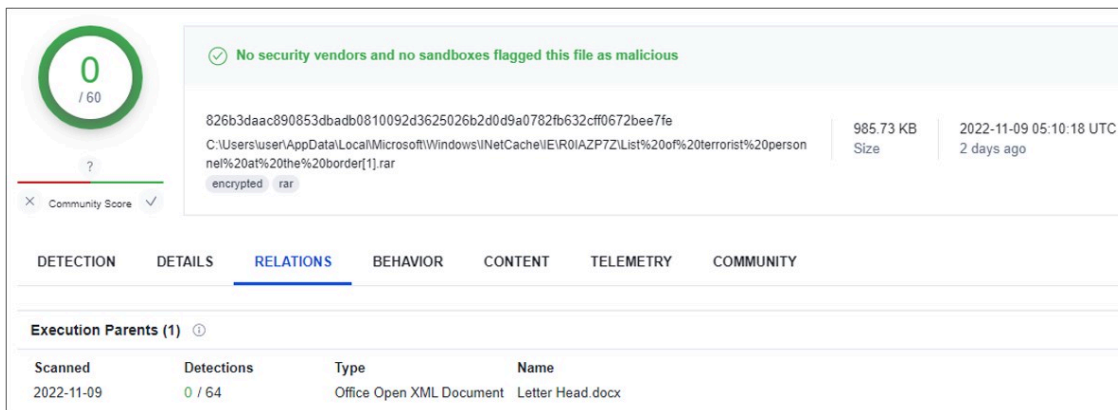 0
/ 60
?
Community Score
No security vendors and no sandboxes flagged this file as malicious
826b3daac890853dbadb0810092d3625026b2d0d9a0782fb632cff0672bee7fe
C:\Users\user\AppData\Local\Microsoft\Windows\INetCache\IE\R0IAZP7Z\List%20of%20terrorist%20person
nel%20at%20the%20border[1].rar
encrypted rar
985.73 KB
Size
2022-11-09 05:10:18 UTC
2 days ago
DETECTION DETAILS RELATIONS BEHAVIOR CONTENT TELEMETRY COMMUNITY
Execution Parents (1)
Scanned Detections Type Name
2022-11-09 0 / 64 Office Open XML Document Letter Head.docx